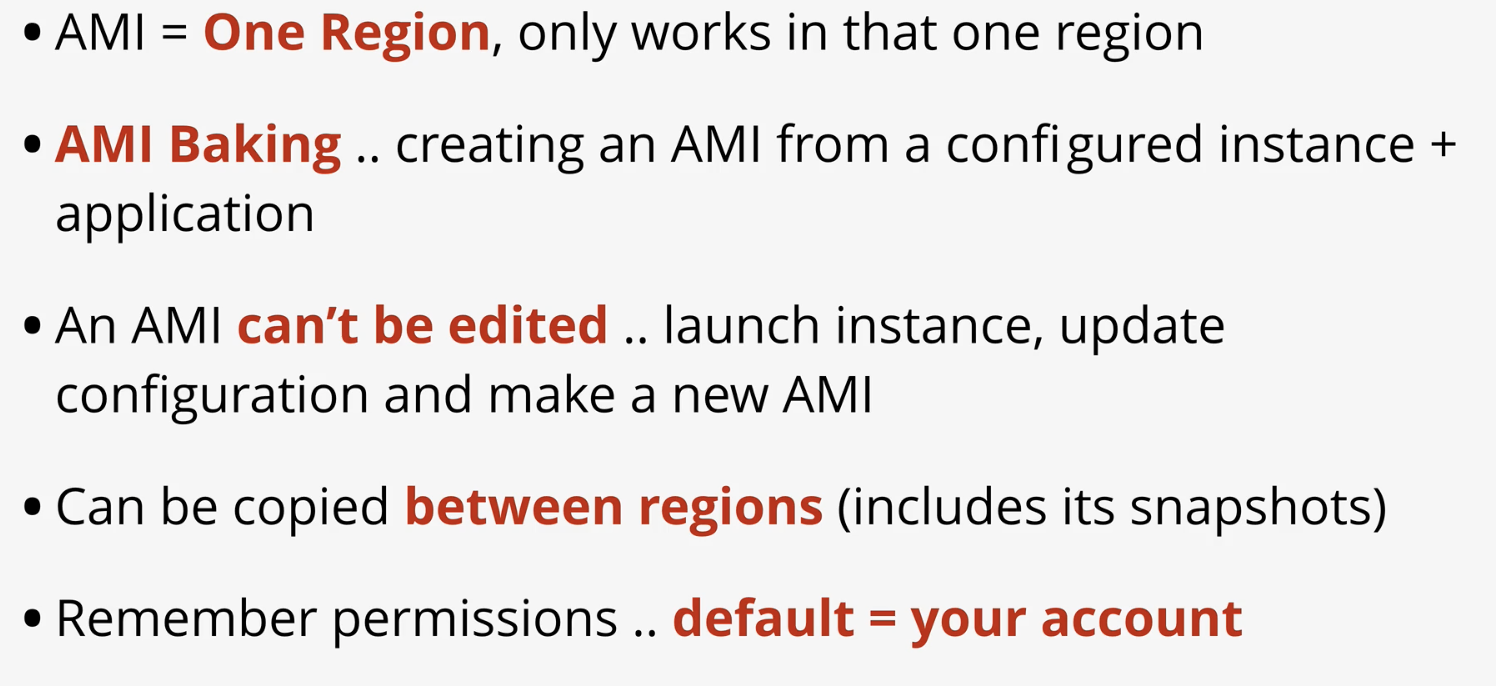 • AMI = One Region, only works in that one region
• AMI Baking .. creating an AMI from a configured instance +
application
• An AMI can’t be edited .. launch instance, update
configuration and make a new AMI
• Can be copied between regions (includes its snapshots)
• Remember permissions .. default = your account